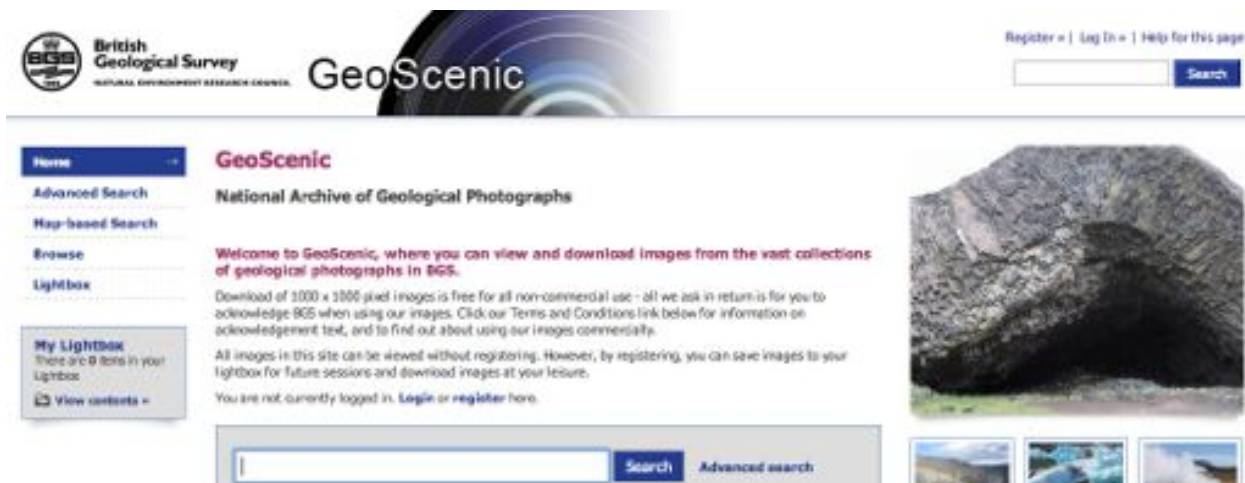 British
Geological Survey
NATURAL ENVIRONMENT RESEARCH COUNCIL
BGS
GeoScenic
Register » | Log In » | Help for this page
Search
Home
Advanced Search
Map-based Search
Browse
Lightbox
My Lightbox
There are 0 items in your
Lightbox
View contents »
GeoScenic
National Archive of Geological Photographs
Welcome to GeoScenic, where you can view and download images from the vast collections
of geological photographs in BGS.
Download of 1000 x 1000 pixel images is free for all non-commercial use - all we ask in return is for you to
acknowledge BGS when using our images. Click our Terms and Conditions link below for information on
acknowledgement text, and to find out about using our images commercially.
All images in this site can be viewed without registering. However, by registering, you can save images to your
lightbox for future sessions and download images at your leisure.
You are not currently logged in. Login or register here.
Search
Advanced search